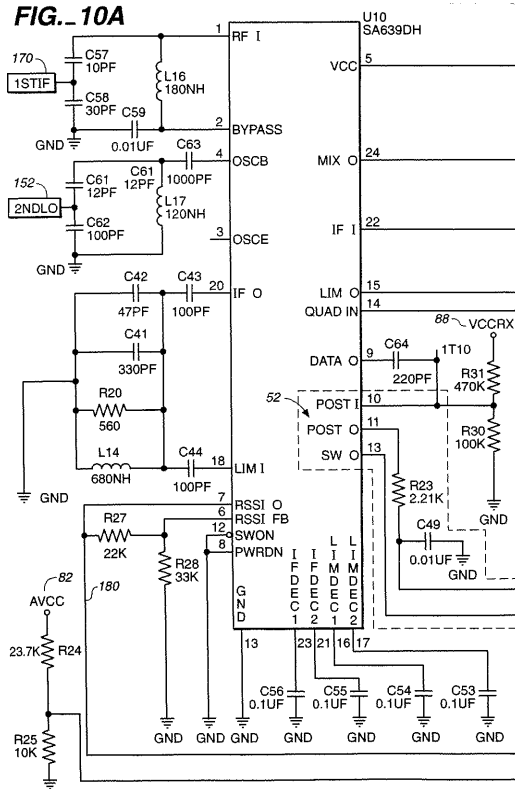 FIG._10A
U10
SA639DH
1 RF I
VCC 5
170
1STIF
C57
10PF
C58
30PF
L16
180NH
C59
0.01UF
GND
2 BYPASS
4 OSCB
MIX O 24
C63
1000PF
152
2NDLO
C61
12PF
C61
12PF
L17
120NH
C62
100PF
GND
3 OSCE
IF I 22
C42
47PF
C43
100PF
20 IF O
LIM O 15
QUAD IN 14
C41
330PF
88
VCCRX
DATA O 9
C64
220PF
1T10
R31
470K
R20
560
52
POST I 10
POST O 11
SW O 13
R30
100K
GND
L14
680NH
C44
100PF
18 LIM I
GND
R23
2.21K
C49
0.01UF
GND
7 RSSI O
6 RSSI FB
12 SWON
8 PWRDN
R27
22K
R28
33K
82
AVCC
180
23.7K R24
R25
10K
GND
IFDEC1
IFDEC2
LIMDEC1
LIMDEC2
13
23
21
16
17
C56
0.1UF
C55
0.1UF
C54
0.1UF
C53
0.1UF
GND
GND
GND
GND
GND
GND
GND